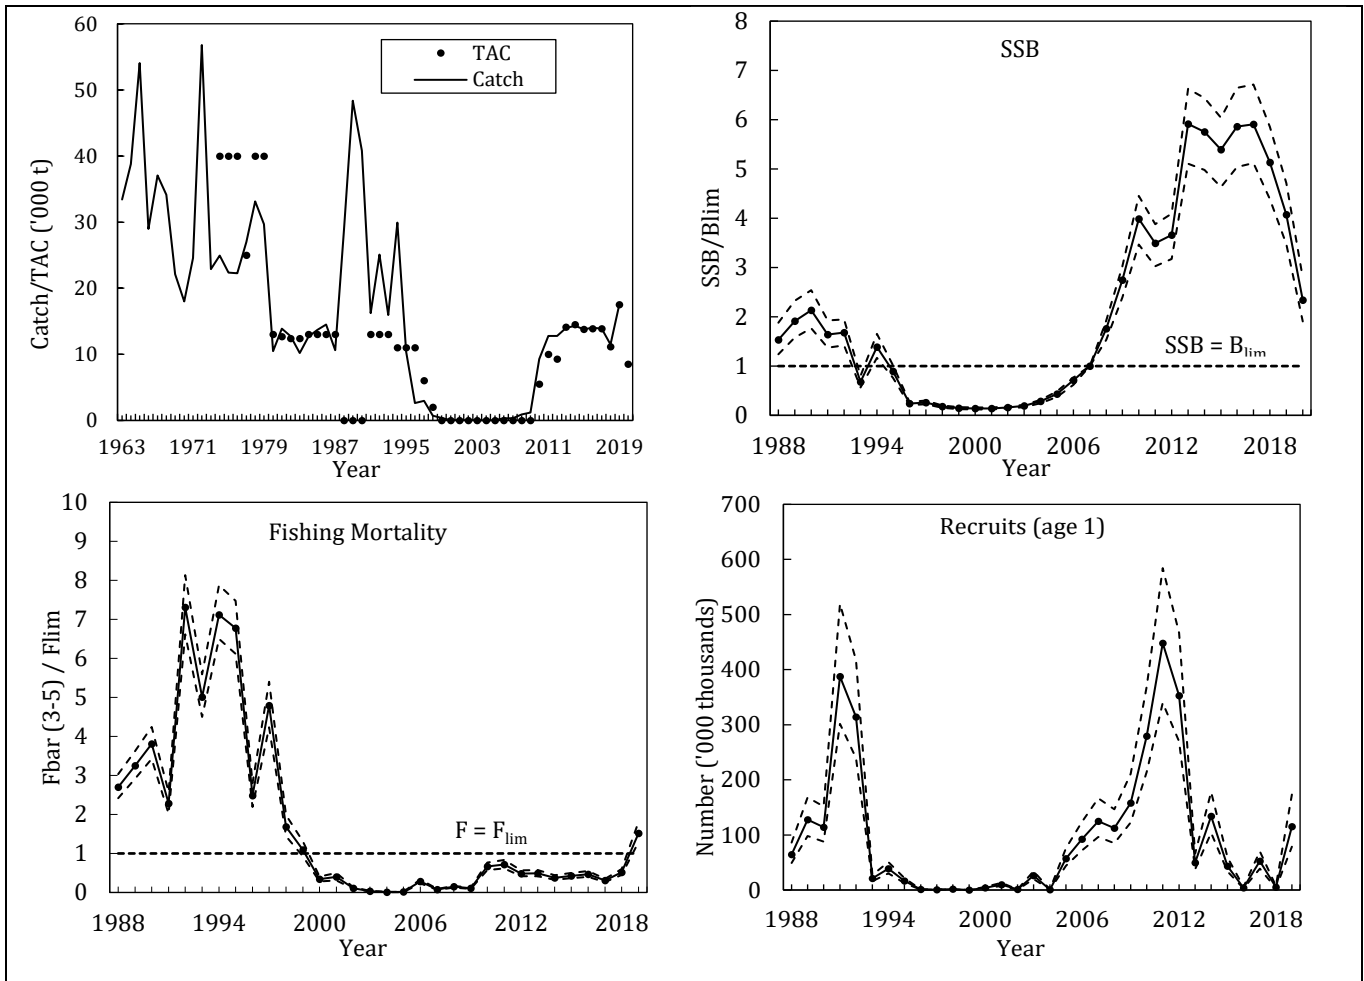 Catch/TAC ('000 t)
60
50
40
30
20
10
0
TAC
Catch
1963 1971 1979 1987 1995 2003 2011 2019
Year
SSB
SSB/Blim
8
7
6
5
4
3
2
1
0
SSB = Blim
1988 1994 2000 2006 2012 2018
Year
Fishing Mortality
Fbar (3-5) / Flim
10
9
8
7
6
5
4
3
2
1
0
F = Flim
1988 1994 2000 2006 2012 2018
Year
Recruits (age 1)
Number ('000 thousands)
700
600
500
400
300
200
100
0
1988 1994 2000 2006 2012 2018
Year